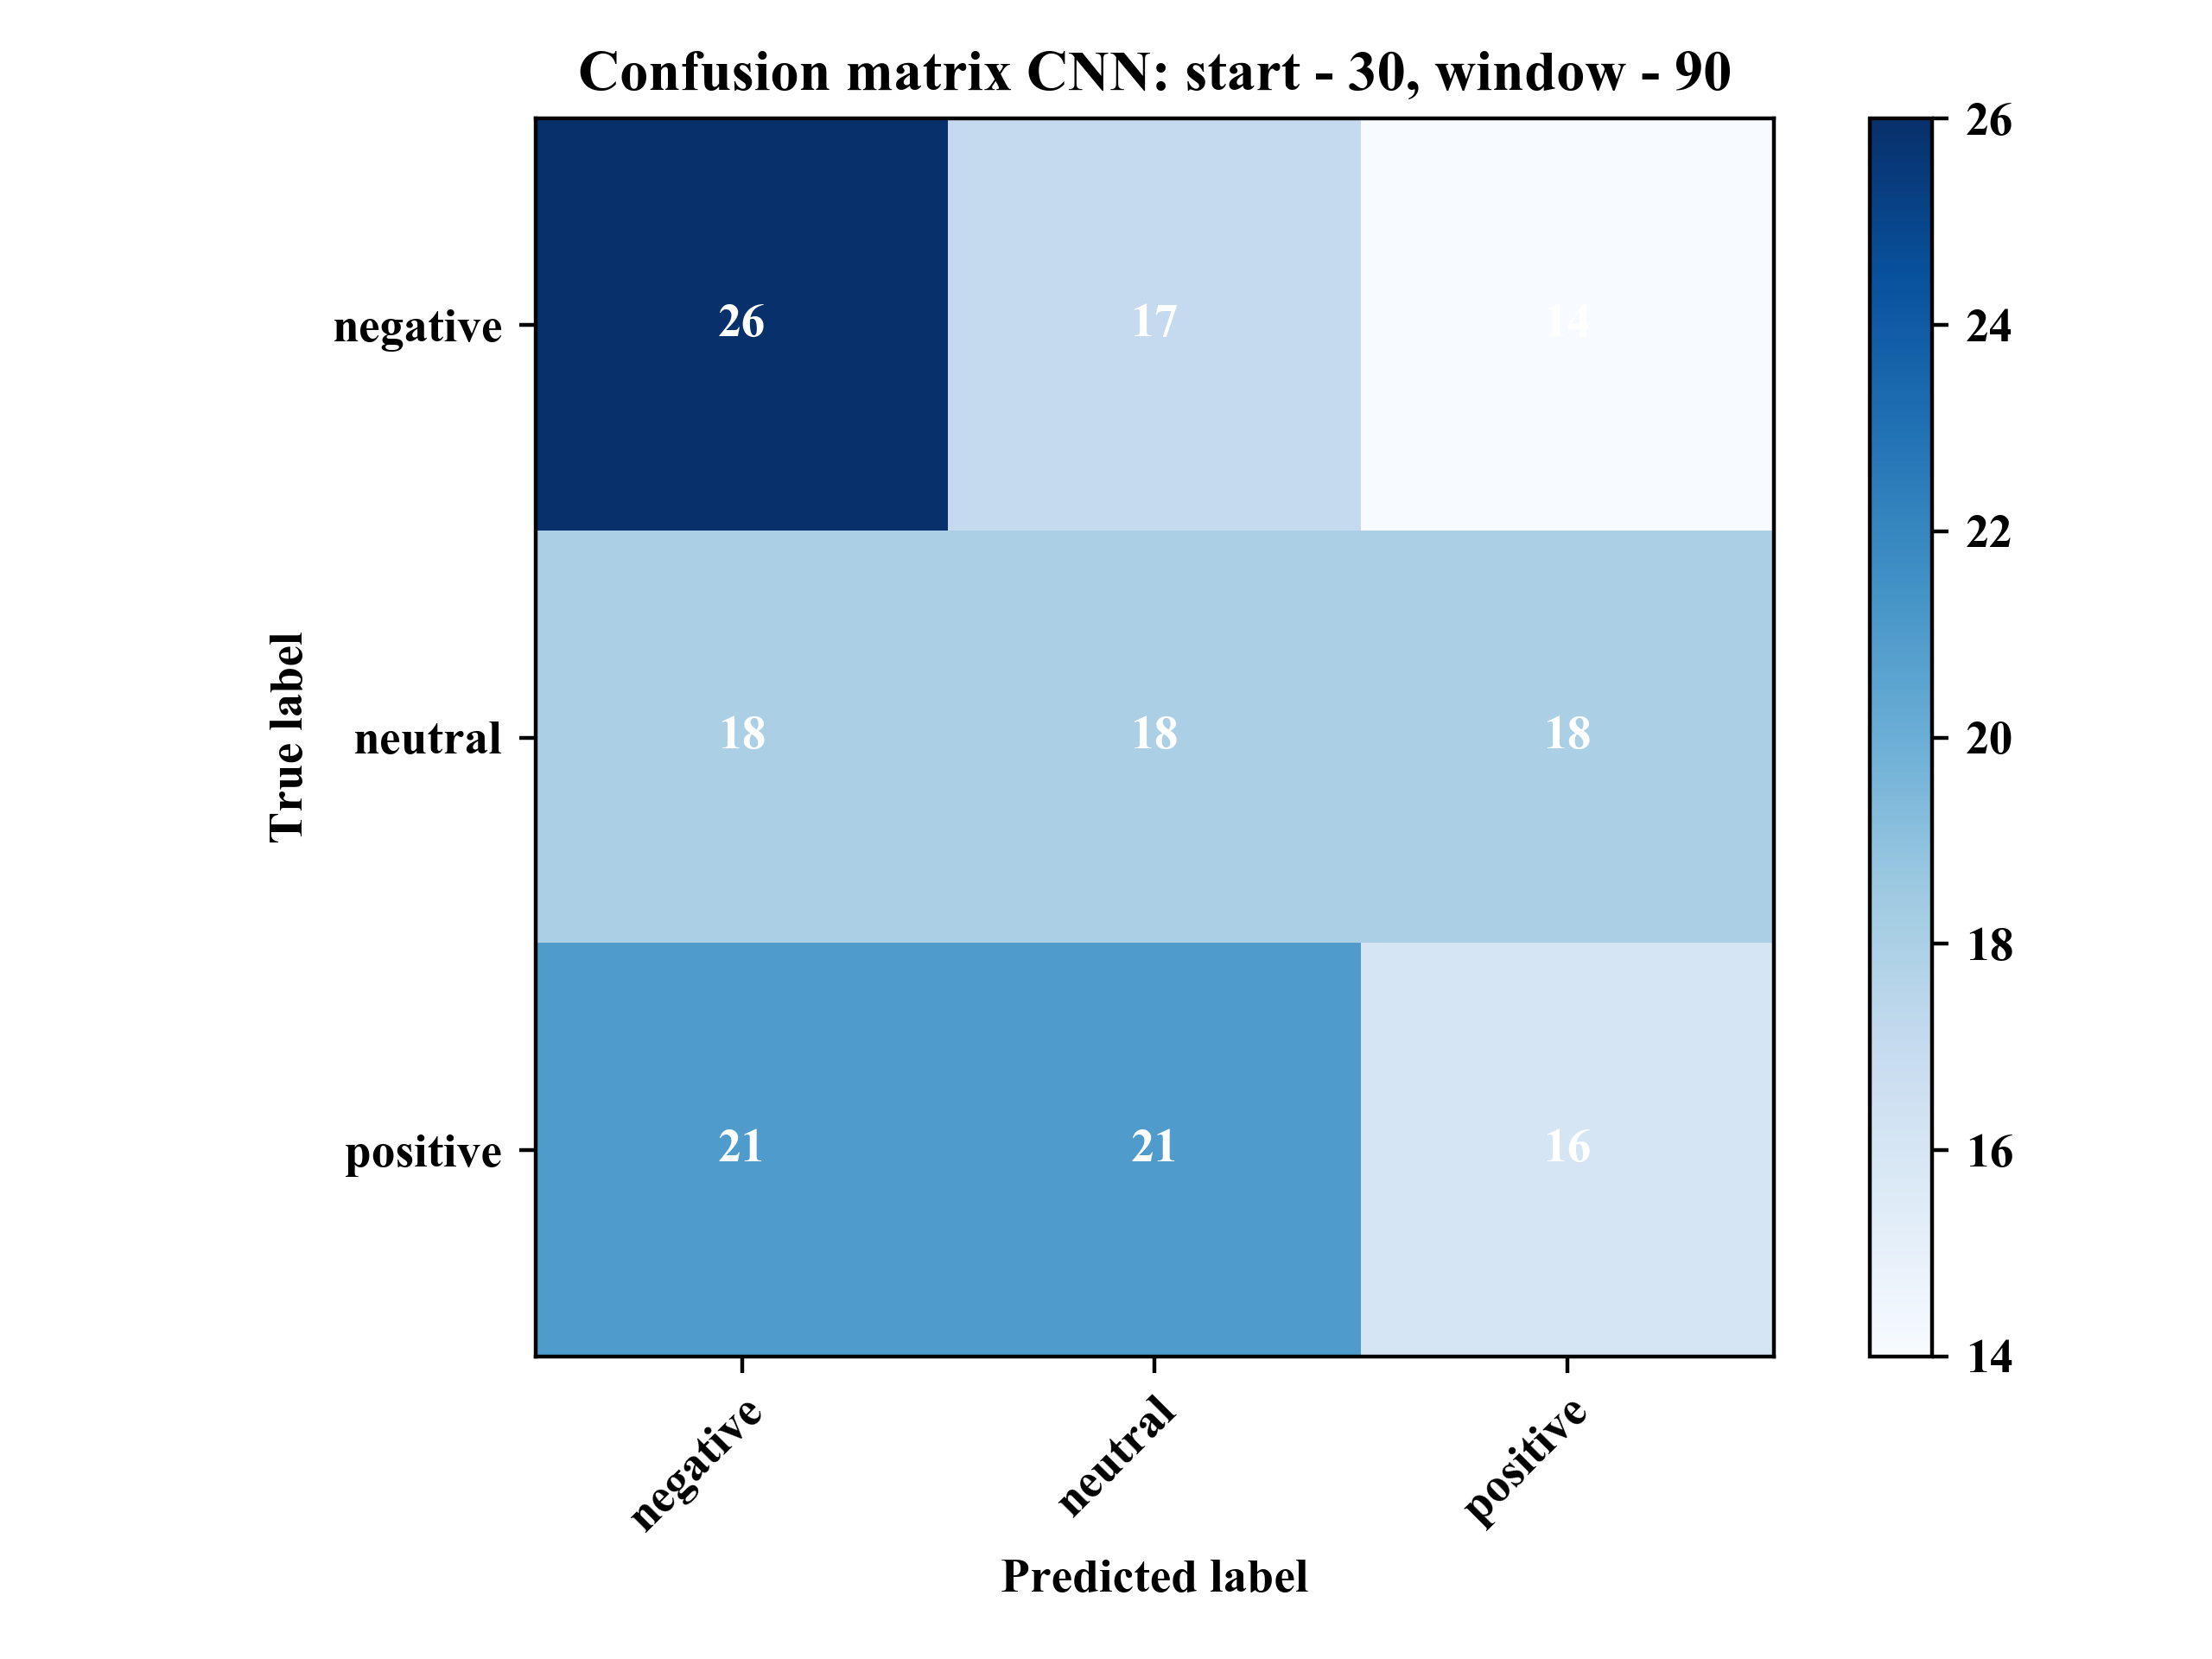 Confusion matrix CNN: start - 30, window - 90
26
negative 26 17 14
24
22
True label
neutral 18 18 18
20
18
positive 21 21 16
16
14
negative neutral positive
Predicted label